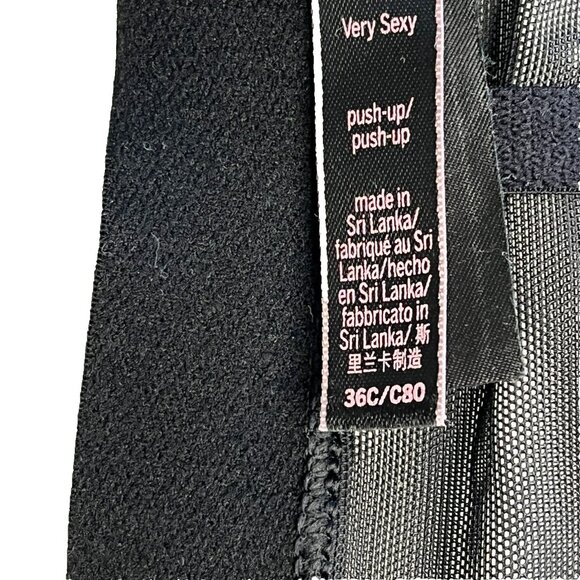 Very Sexy
push-up/
push-up
made in
Sri Lanka/
fabriqué au Sri
Lanka/hecho
en Sri Lanka/
fabbricato in
Sri Lanka/ 斯
里兰卡制造
36C/C80